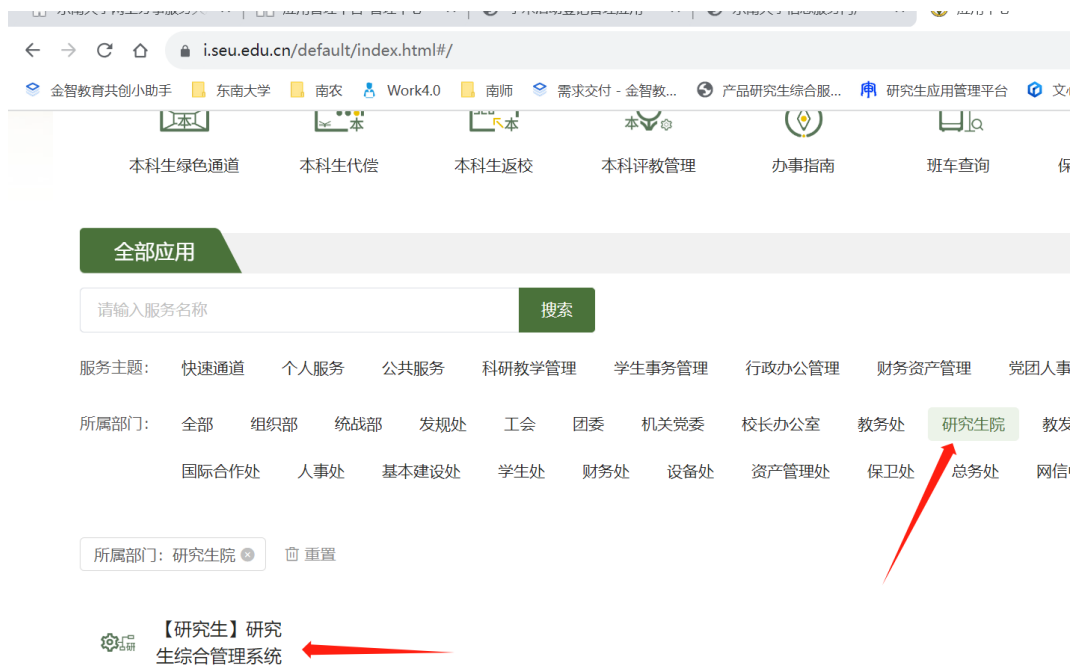 i.seu.edu.cn/default/index.html#/
金智教育共创小助手 东南大学 南农 Work4.0 南师 需求交付 - 金智教... 产品研究生综合服... 研究生应用管理平台
本科生绿色通道 本科生代偿 本科生返校 本科评教管理 办事指南 班车查询
全部应用
请输入服务名称 搜索
服务主题: 快速通道 个人服务 公共服务 科研教学管理 学生事务管理 行政办公管理 财务资产管理 党团人事
所属部门: 全部 组织部 统战部 发规处 工会 团委 机关党委 校长办公室 教务处 研究生院 教发
国际合作处 人事处 基本建设处 学生处 财务处 设备处 资产管理处 保卫处 总务处 网信
所属部门: 研究生院 重置
【研究生】研究
生综合管理系统